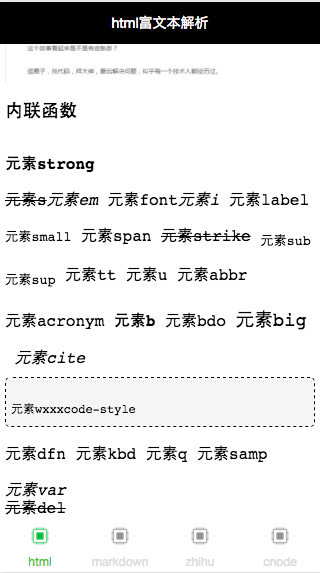 html富文本解析
这个故事看起来是不是有些熟悉？
进圈子，找代码，拜大神，最后解决问题，似乎每一个技术人都经历过。
内联函数
元素strong
元素s元素em 元素font元素i 元素label
元素small 元素span 元素strike 元素sub
元素sup 元素tt 元素u 元素abbr
元素acronym 元素b 元素bdo 元素big
元素cite
元素wxxxcode-style
元素dfn 元素kbd 元素q 元素samp
元素var
元素del
html markdown zhihu cnode